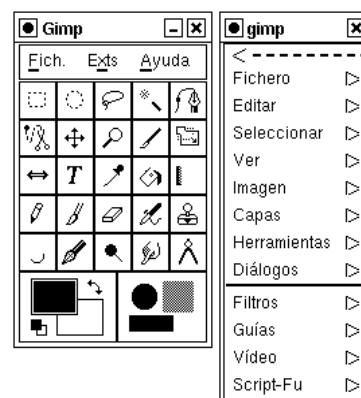 Gimp
Fich. Exts Ayuda
T
gimp
Fichero
Editar
Seleccionar
Ver
Imagen
Capas
Herramientas
Diálogos
Filtros
Guías
Vídeo
Script-Fu